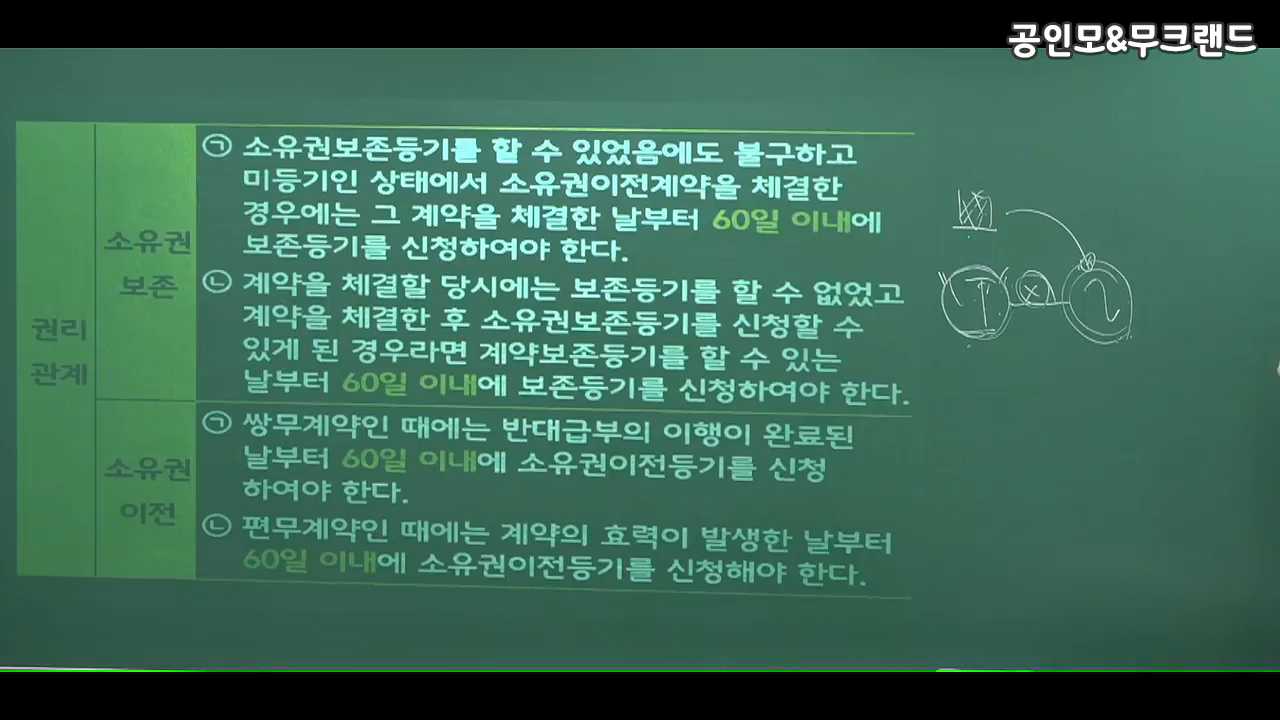 공인모&무크랜드
권리
관계
소유권
보존
㉠ 소유권보존등기를 할 수 있었음에도 불구하고
미등기인 상태에서 소유권이전계약을 체결한
경우에는 그 계약을 체결한 날부터 60일 이내에
보존등기를 신청하여야 한다.
㉡ 계약을 체결할 당시에는 보존등기를 할 수 없었고
계약을 체결한 후 소유권보존등기를 신청할 수
있게 된 경우라면 계약보존등기를 할 수 있는
날부터 60일 이내에 보존등기를 신청하여야 한다.
소유권
이전
㉠ 쌍무계약인 때에는 반대급부의 이행이 완료된
날부터 60일 이내에 소유권이전등기를 신청
하여야 한다.
㉡ 편무계약인 때에는 계약의 효력이 발생한 날부터
60일 이내에 소유권이전등기를 신청해야 한다.